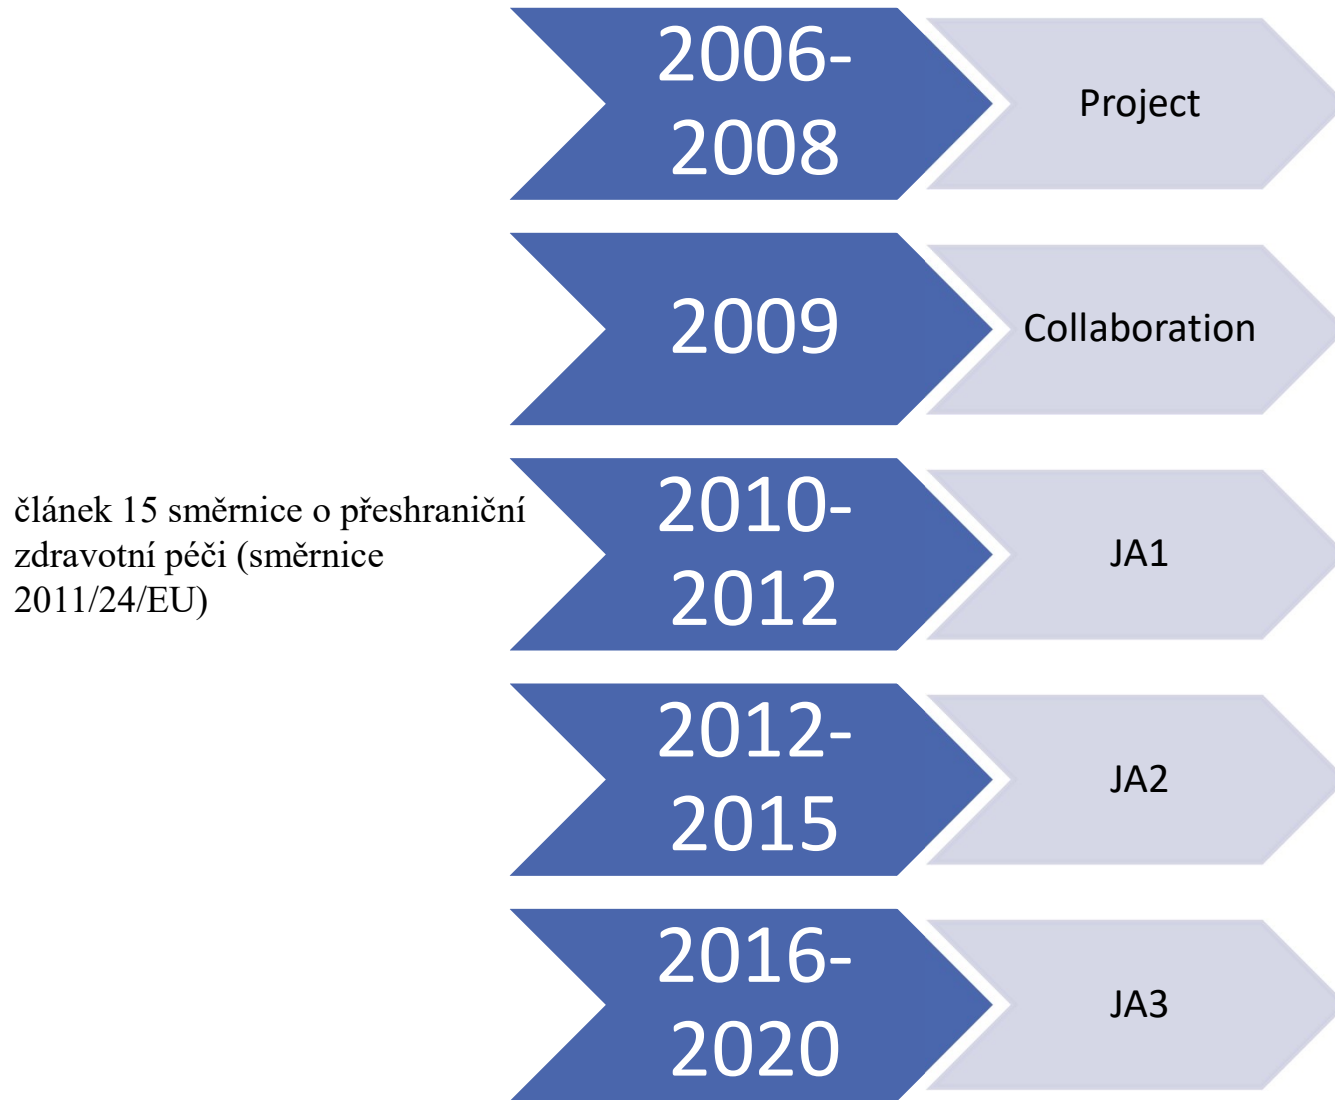 2006-
2008
Project
2009
Collaboration
článek 15 směrnice o přeshraniční
zdravotní péči (směrnice
2011/24/EU)
2010-
2012
JA1
2012-
2015
JA2
2016-
2020
JA3